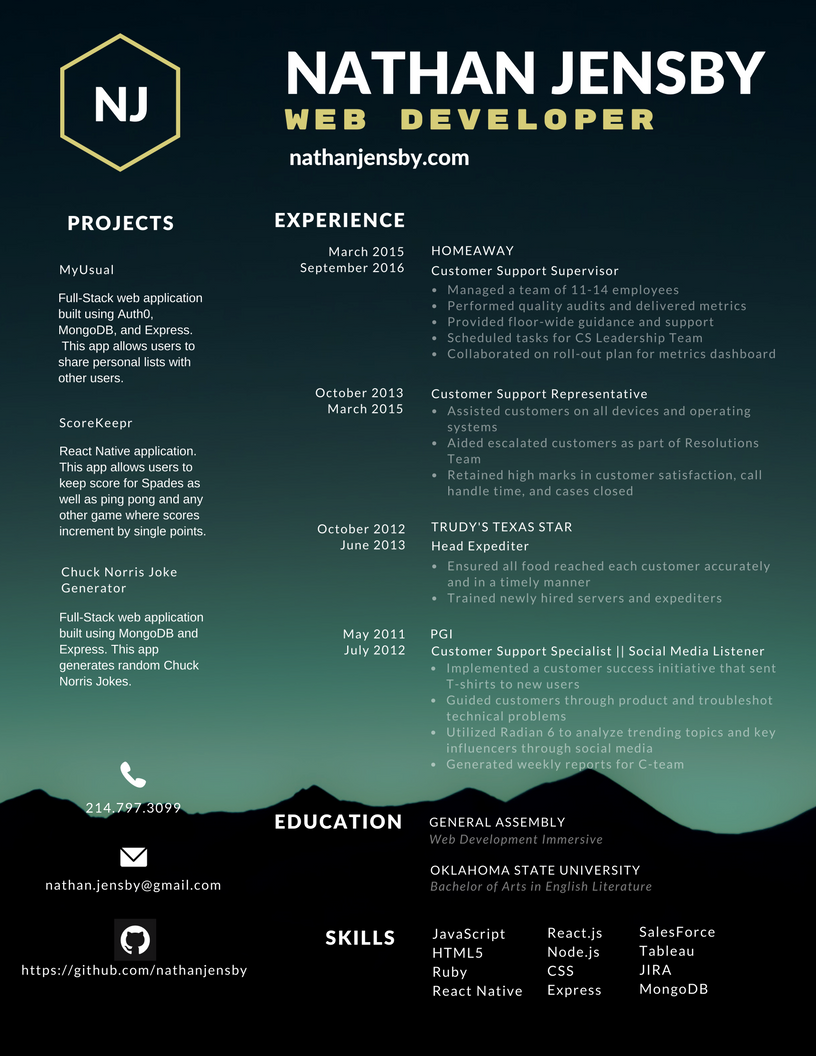 NJ
NATHAN JENSBY
WEB DEVELOPER
nathanjensby.com
PROJECTS
MyUsual
Full-Stack web application
built using Auth0,
MongoDB, and Express.
This app allows users to
share personal lists with
other users.
ScoreKeepr
React Native application.
This app allows users to
keep score for Spades as
well as ping pong and any
other game where scores
increment by single points.
Chuck Norris Joke
Generator
Full-Stack web application
built using MongoDB and
Express. This app
generates random Chuck
Norris Jokes.
214.797.3099
nathan.jensby@gmail.com
https://github.com/nathanjensby
EXPERIENCE
March 2015
September 2016
HOMEAWAY
Customer Support Supervisor
• Managed a team of 11-14 employees
• Performed quality audits and delivered metrics
• Provided floor-wide guidance and support
• Scheduled tasks for CS Leadership Team
• Collaborated on roll-out plan for metrics dashboard
October 2013
March 2015
Customer Support Representative
• Assisted customers on all devices and operating
systems
• Aided escalated customers as part of Resolutions
Team
• Retained high marks in customer satisfaction, call
handle time, and cases closed
October 2012
June 2013
TRUDY'S TEXAS STAR
Head Expediter
• Ensured all food reached each customer accurately
and in a timely manner
• Trained newly hired servers and expediters
May 2011
July 2012
PGI
Customer Support Specialist || Social Media Listener
• Implemented a customer success initiative that sent
T-shirts to new users
• Guided customers through product and troubleshot
technical problems
• Utilized Radian 6 to analyze trending topics and key
influencers through social media
• Generated weekly reports for C-team
EDUCATION
GENERAL ASSEMBLY
Web Development Immersive
OKLAHOMA STATE UNIVERSITY
Bachelor of Arts in English Literature
SKILLS
JavaScript
HTML5
Ruby
React Native
React.js
Node.js
CSS
Express
SalesForce
Tableau
JIRA
MongoDB